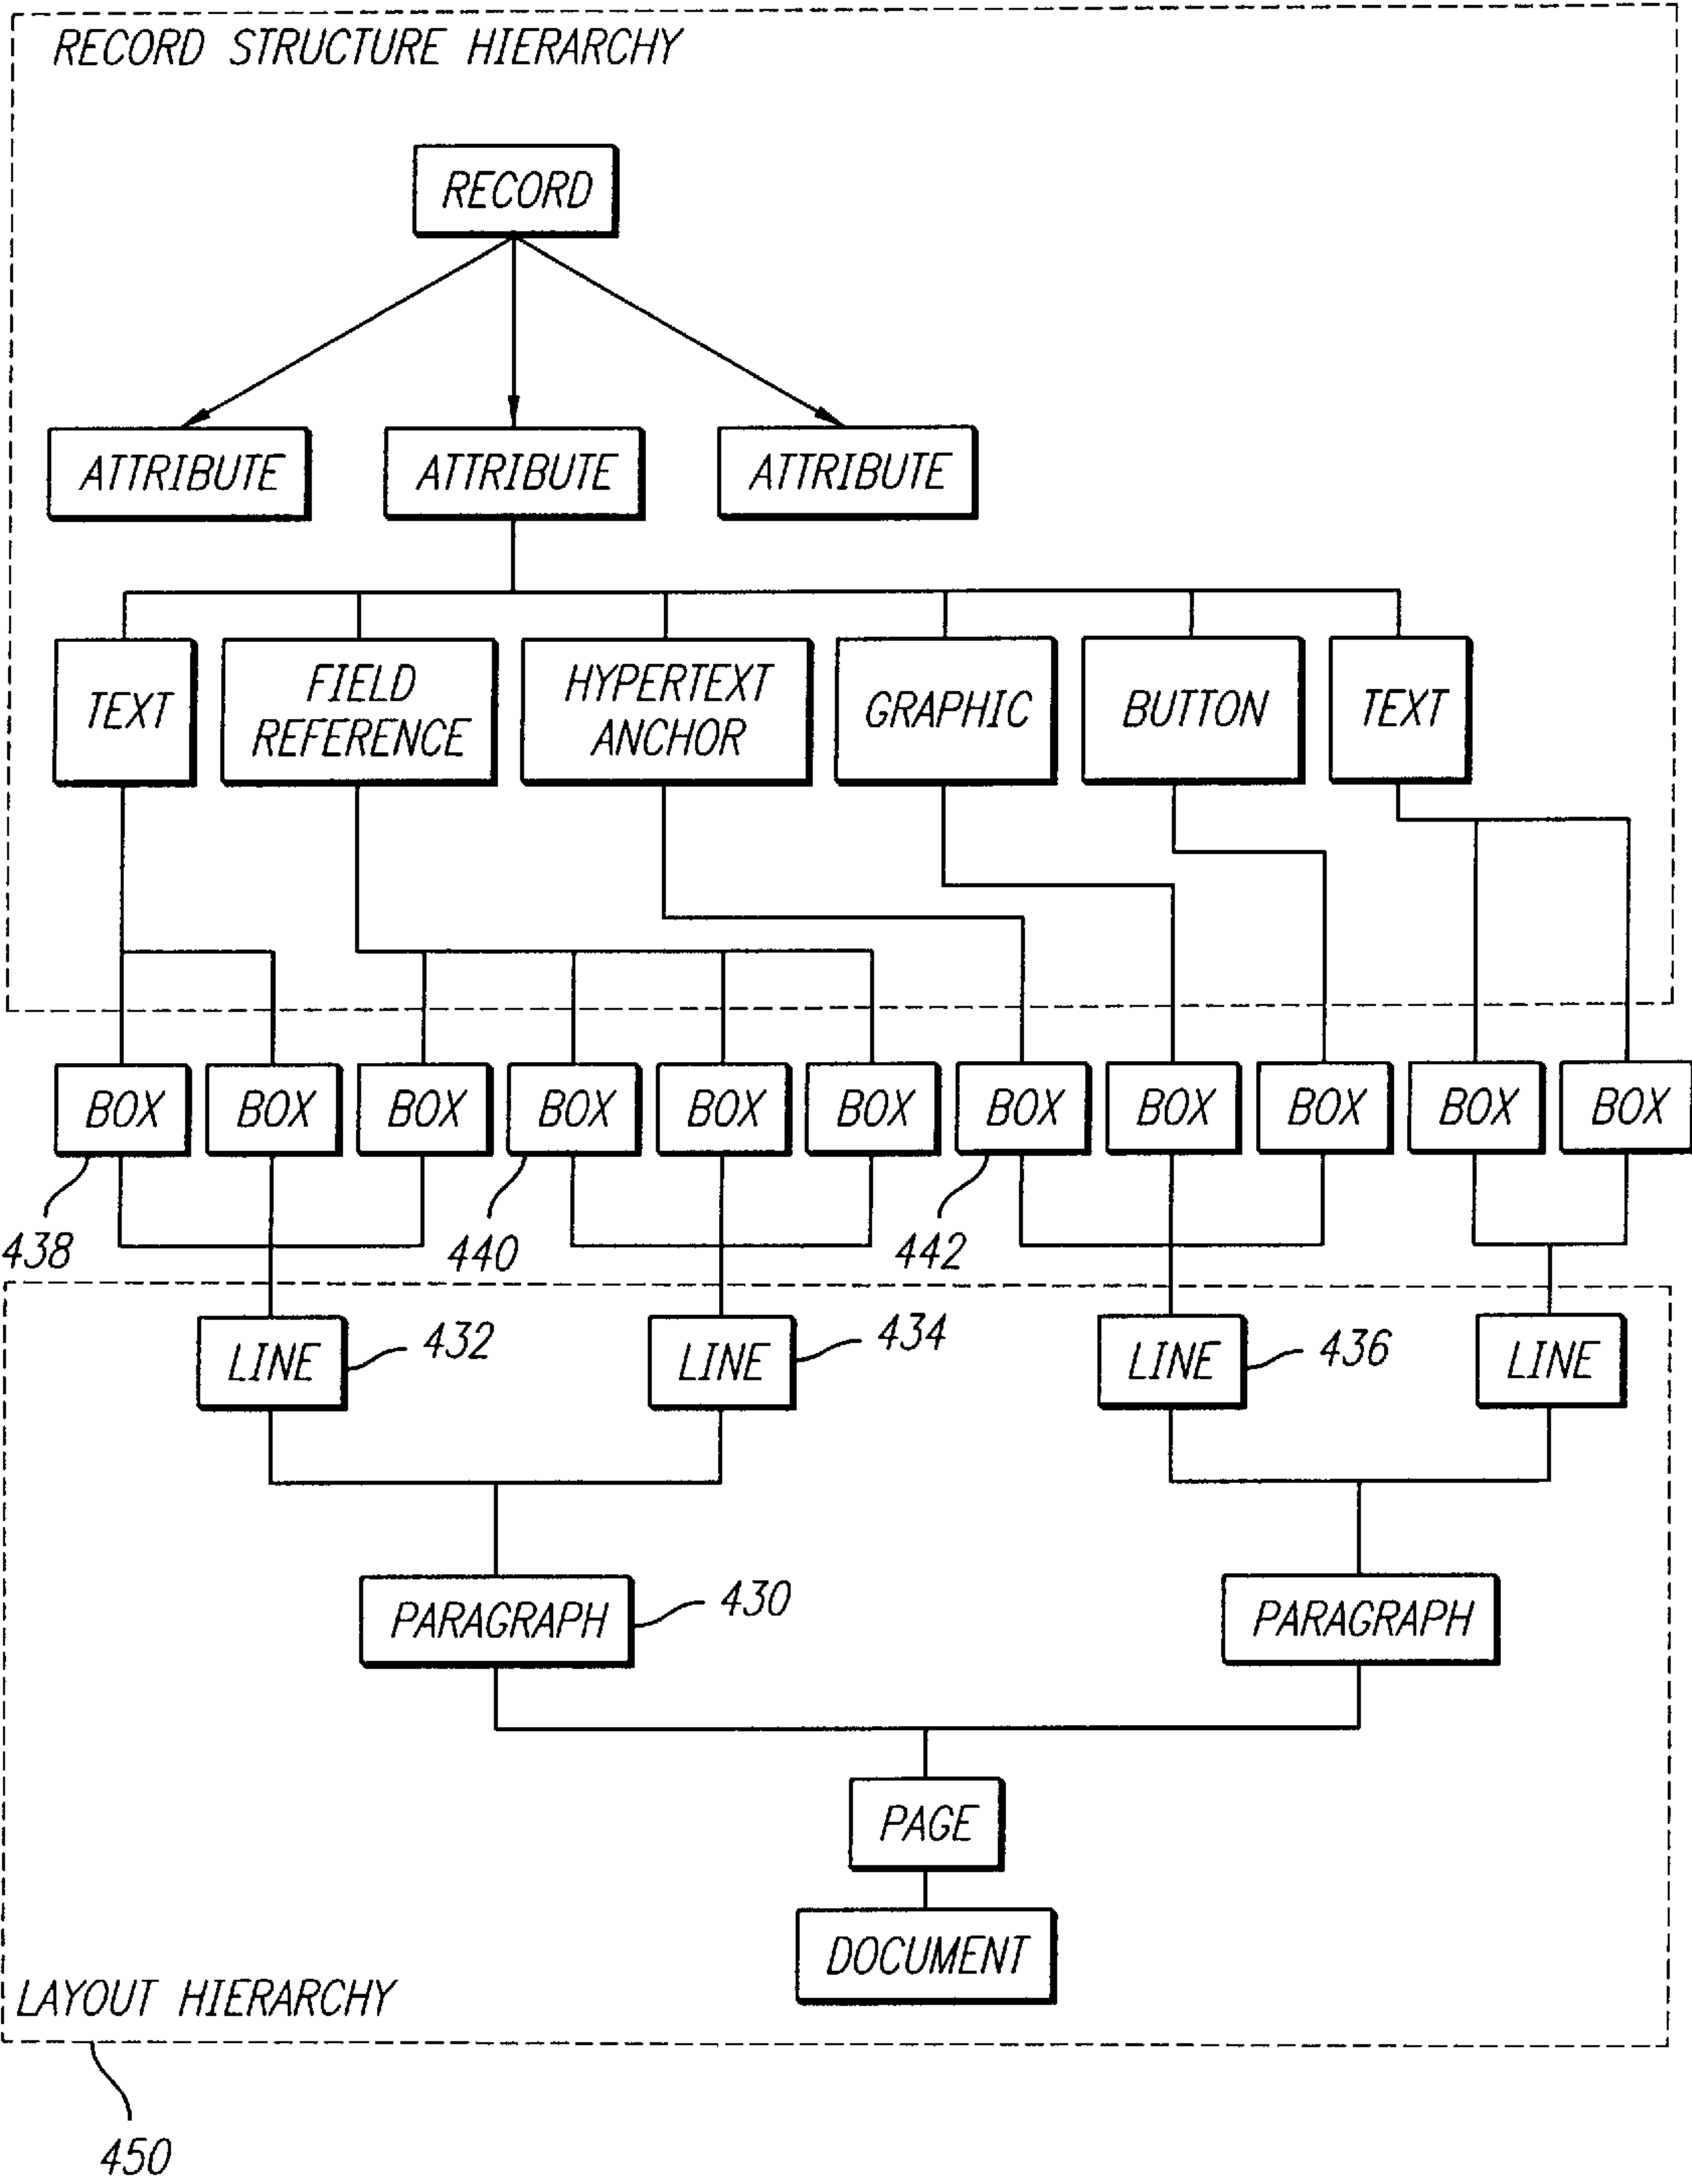 RECORD STRUCTURE HIERARCHY
RECORD
ATTRIBUTE ATTRIBUTE ATTRIBUTE
TEXT FIELD REFERENCE HYPERTEXT ANCHOR GRAPHIC BUTTON TEXT
BOX BOX BOX BOX BOX BOX BOX BOX BOX BOX BOX
438 440 442
LINE 432 LINE 434 LINE 436 LINE
PARAGRAPH 430 PARAGRAPH
PAGE
DOCUMENT
LAYOUT HIERARCHY
450